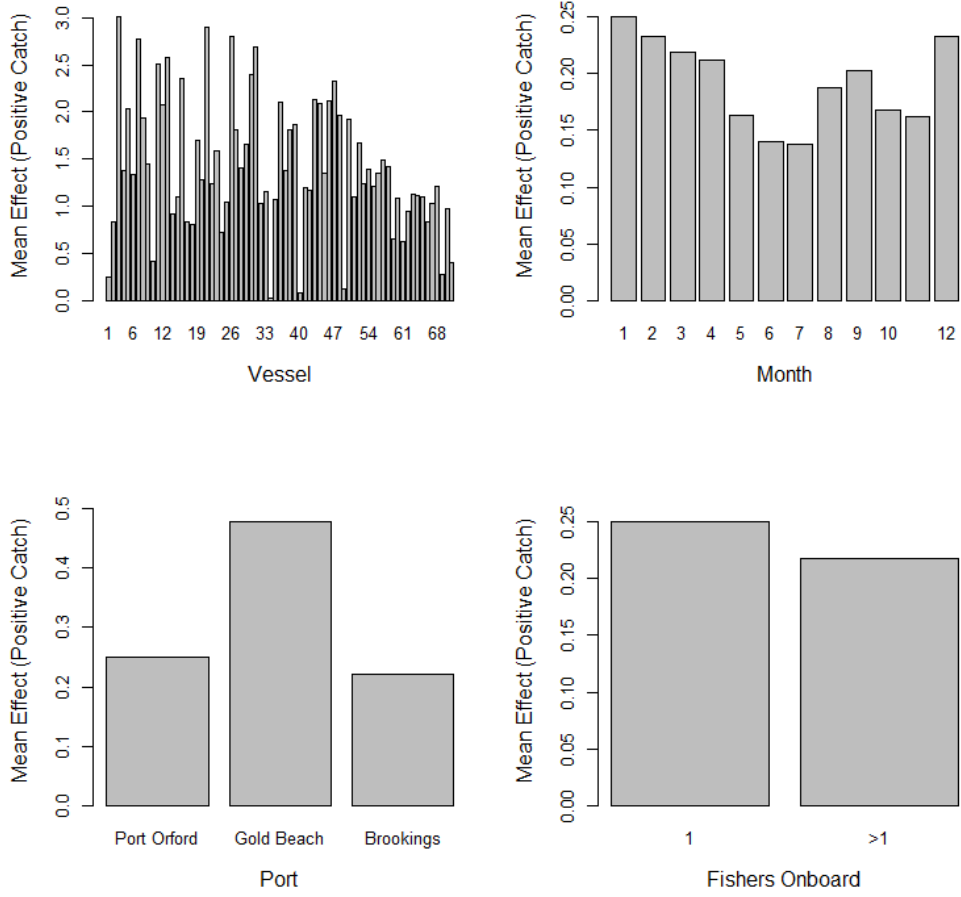 Mean Effect (Positive Catch)
3.0
2.5
2.0
1.5
1.0
0.5
0.0
1 6 12 19 26 33 40 47 54 61 68
Vessel
Mean Effect (Positive Catch)
0.25
0.20
0.15
0.10
0.05
0.00
1 2 3 4 5 6 7 8 9 10 12
Month
Mean Effect (Positive Catch)
0.5
0.4
0.3
0.2
0.1
0.0
Port Orford Gold Beach Brookings
Port
Mean Effect (Positive Catch)
0.25
0.20
0.15
0.10
0.05
0.00
1 >1
Fishers Onboard